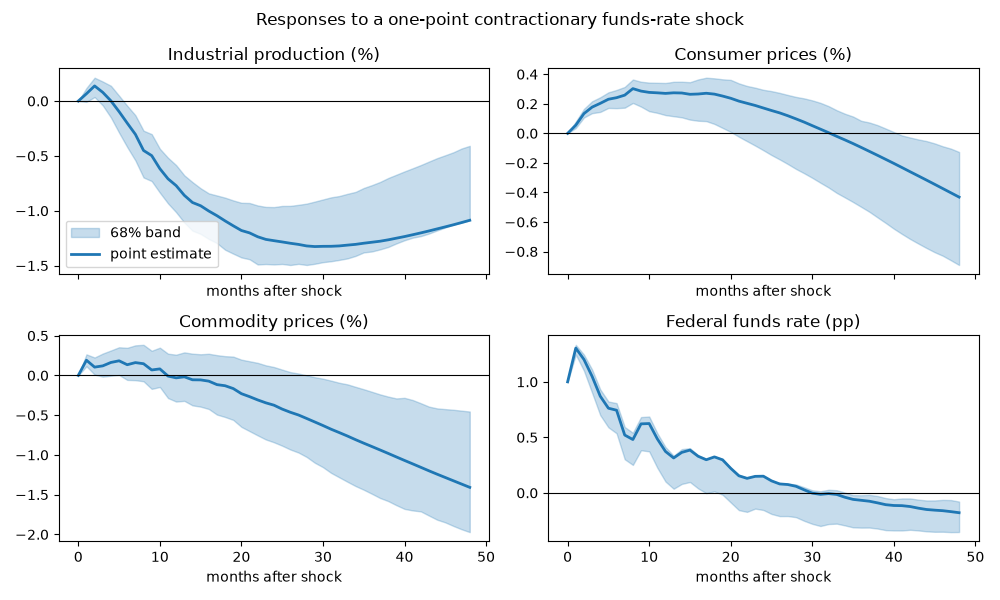 Responses to a one-point contractionary funds-rate shock
Industrial production (%)
0.0
−0.5
−1.0
−1.5
68% band
point estimate
months after shock
Consumer prices (%)
0.4
0.2
0.0
−0.2
−0.4
−0.6
−0.8
months after shock
Commodity prices (%)
0.5
0.0
−0.5
−1.0
−1.5
−2.0
0 10 20 30 40 50
months after shock
Federal funds rate (pp)
1.0
0.5
0.0
0 10 20 30 40 50
months after shock